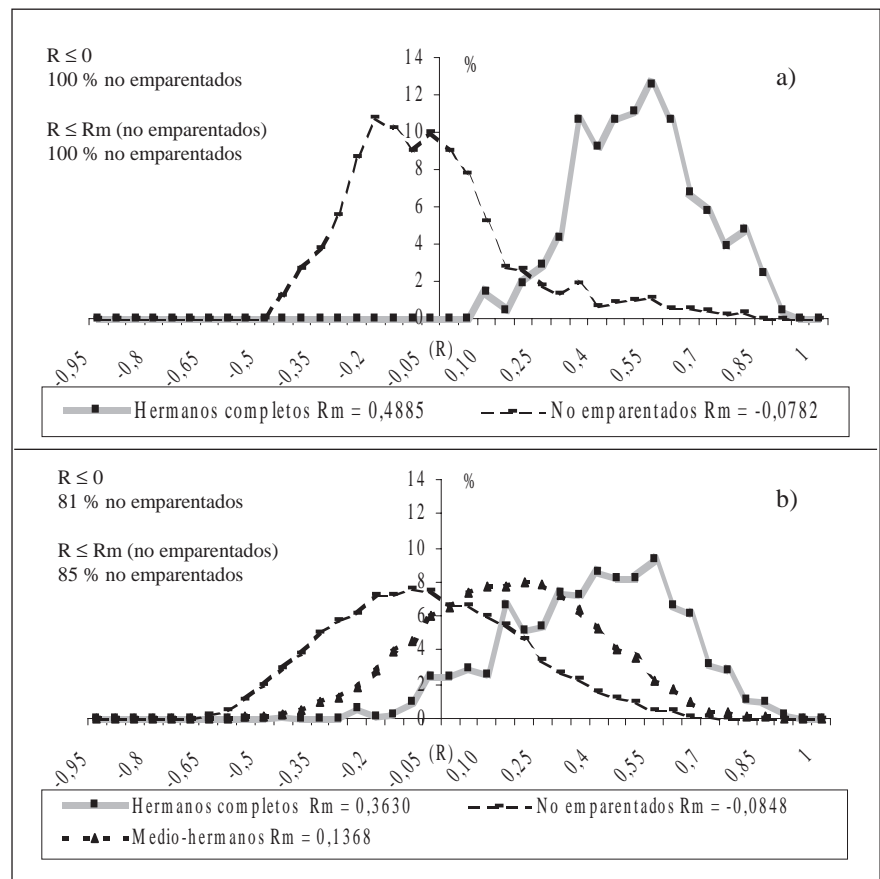 R ≤ 0
100 % no emparentados
R ≤ Rm (no emparentados)
100 % no emparentados
a)
%
14
12
10
8
6
4
2
0
-0,95 -0,8 -0,65 -0,5 -0,35 -0,2 -0,05 (R) 0,10 0,25 0,4 0,55 0,7 0,85 1
Hermanos completos Rm = 0,4885 No emparentados Rm = -0,0782
R ≤ 0
81 % no emparentados
R ≤ Rm (no emparentados)
85 % no emparentados
b)
%
14
12
10
8
6
4
2
0
-0,95 -0,8 -0,65 -0,5 -0,35 -0,2 -0,05 (R) 0,10 0,25 0,4 0,55 0,7 0,85 1
Hermanos completos Rm = 0,3630 No emparentados Rm = -0,0848
Medio-hermanos Rm = 0,1368